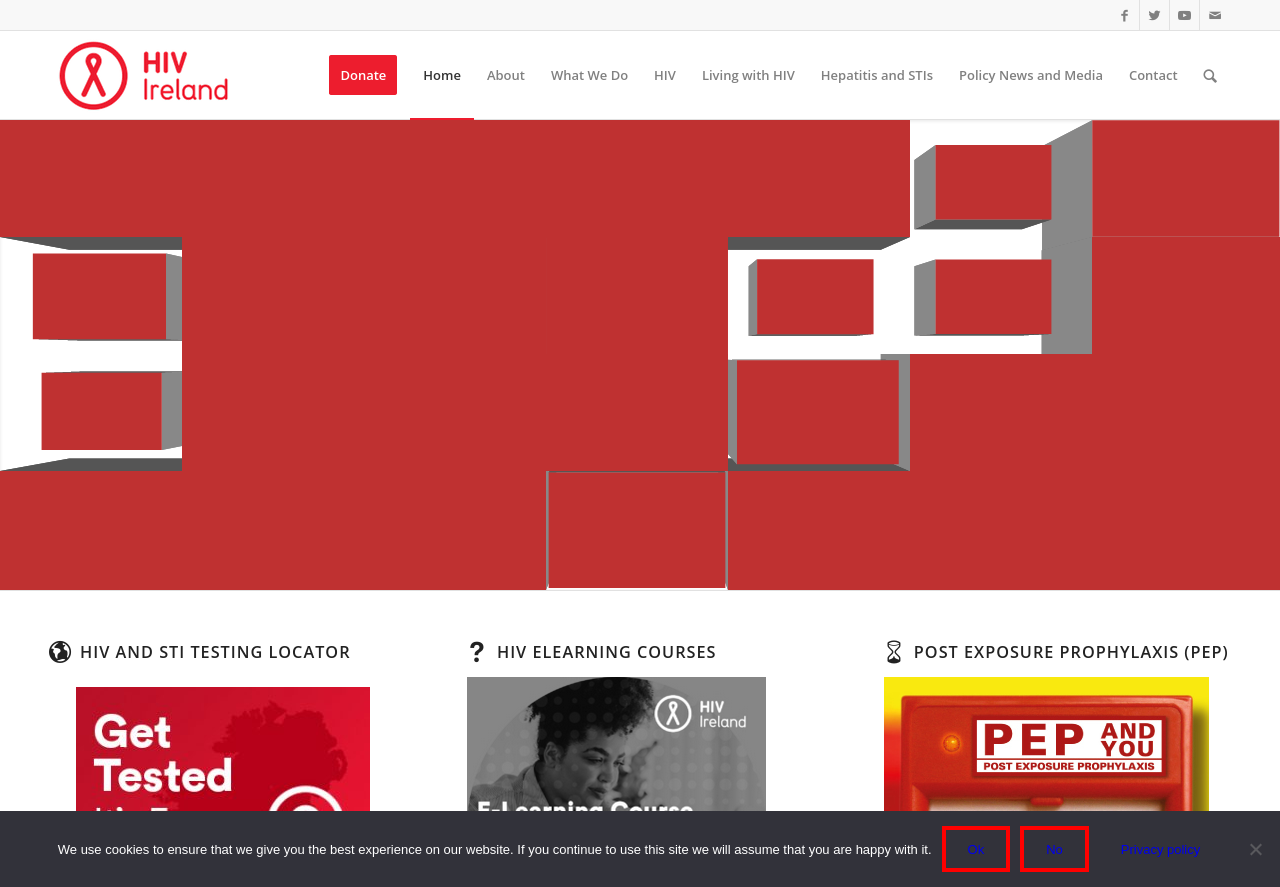 HIV
Ireland
Donate Home About What We Do HIV Living with HIV Hepatitis and STIs Policy News and Media Contact
HIV AND STI TESTING LOCATOR
HIV ELEARNING COURSES
POST EXPOSURE PROPHYLAXIS (PEP)
Get
Tested
HIV
Ireland
E-Learning Course
PEP AND YOU
POST EXPOSURE PROPHYLAXIS
We use cookies to ensure that we give you the best experience on our website. If you continue to use this site we will assume that you are happy with it. Ok No Privacy policy